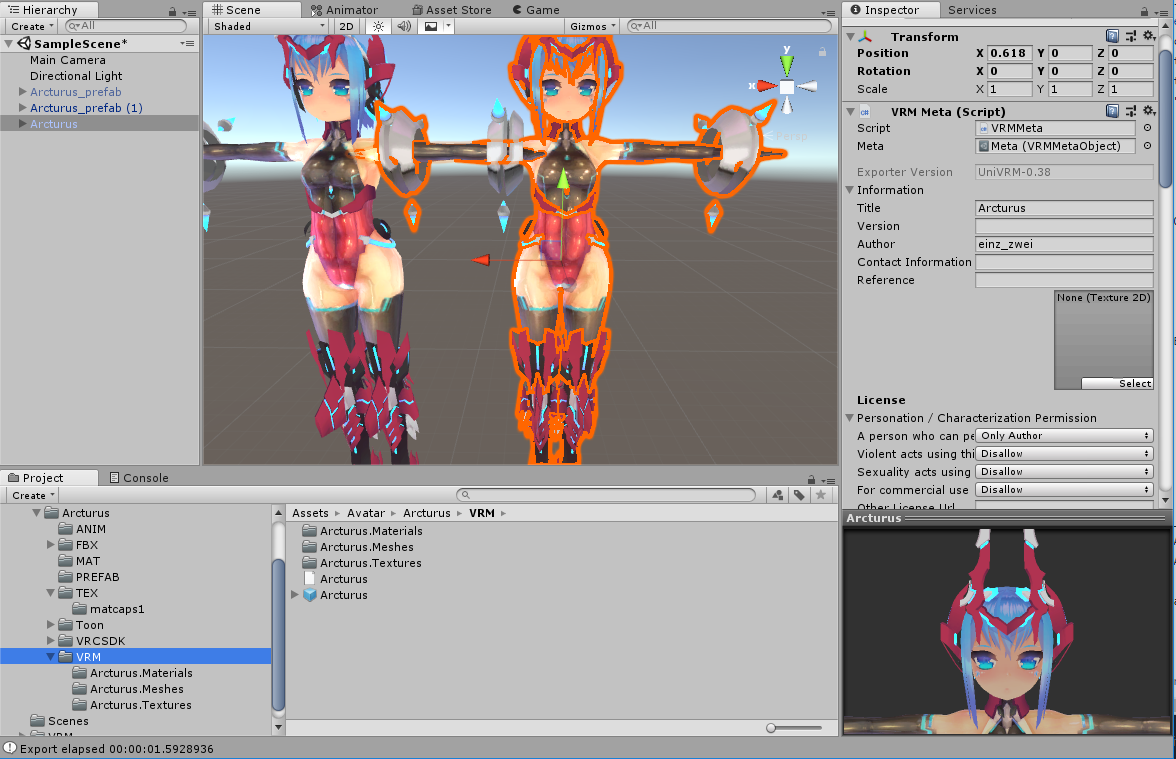 Hierarchy
Create
All
SampleScene*
Main Camera
Directional Light
Arcturus_prefab
Arcturus_prefab (1)
Arcturus
Scene
Animator
Asset Store
Game
Shaded
2D
Gizmos
All
y
x
Persp
Inspector
Services
Transform
Position X 0.618 Y 0 Z 0
Rotation X 0 Y 0 Z 0
Scale X 1 Y 1 Z 1
VRM Meta (Script)
Script VRMMeta
Meta Meta (VRMMetaObject)
Exporter Version UniVRM-0.38
Information
Title Arcturus
Version
Author einz_zwei
Contact Information
Reference
None (Texture 2D)
Select
License
Personation / Characterization Permission
A person who can pe Only Author
Violent acts using thi Disallow
Sexuality acts using Disallow
For commercial use Disallow
Other License Url
Arcturus
Project
Console
Create
Arcturus
ANIM
FBX
MAT
PREFAB
TEX
matcaps1
Toon
VRCSDK
VRM
Arcturus.Materials
Arcturus.Meshes
Arcturus.Textures
Scenes
VRM
Assets Avatar Arcturus VRM
Arcturus.Materials
Arcturus.Meshes
Arcturus.Textures
Arcturus
Arcturus
Export elapsed 00:00:01.5928936